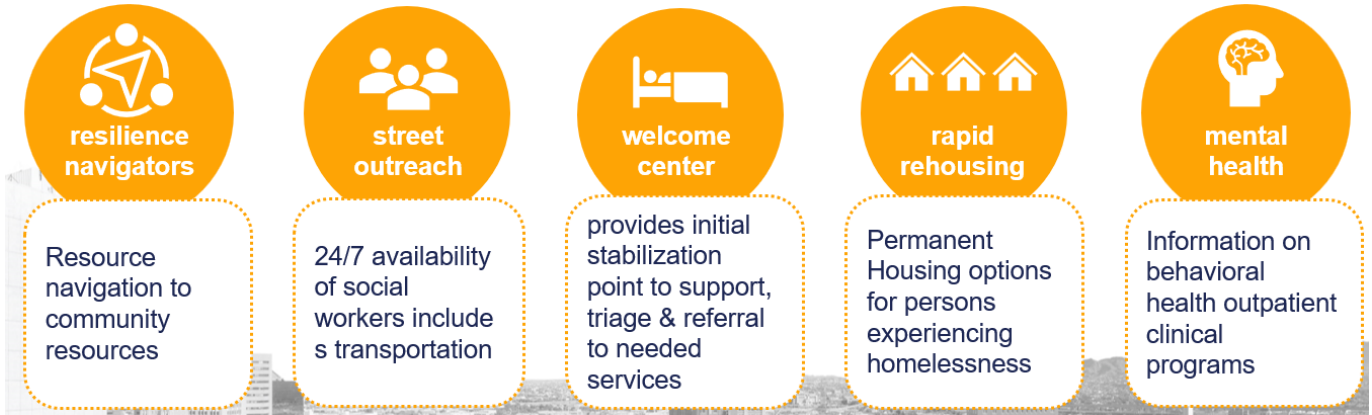 resilience
navigators
Resource
navigation to
community
resources
street
outreach
24/7 availability
of social
workers include
s transportation
welcome
center
provides initial
stabilization
point to support,
triage & referral
to needed
services
rapid
rehousing
Permanent
Housing options
for persons
experiencing
homelessness
mental
health
Information on
behavioral
health outpatient
clinical
programs